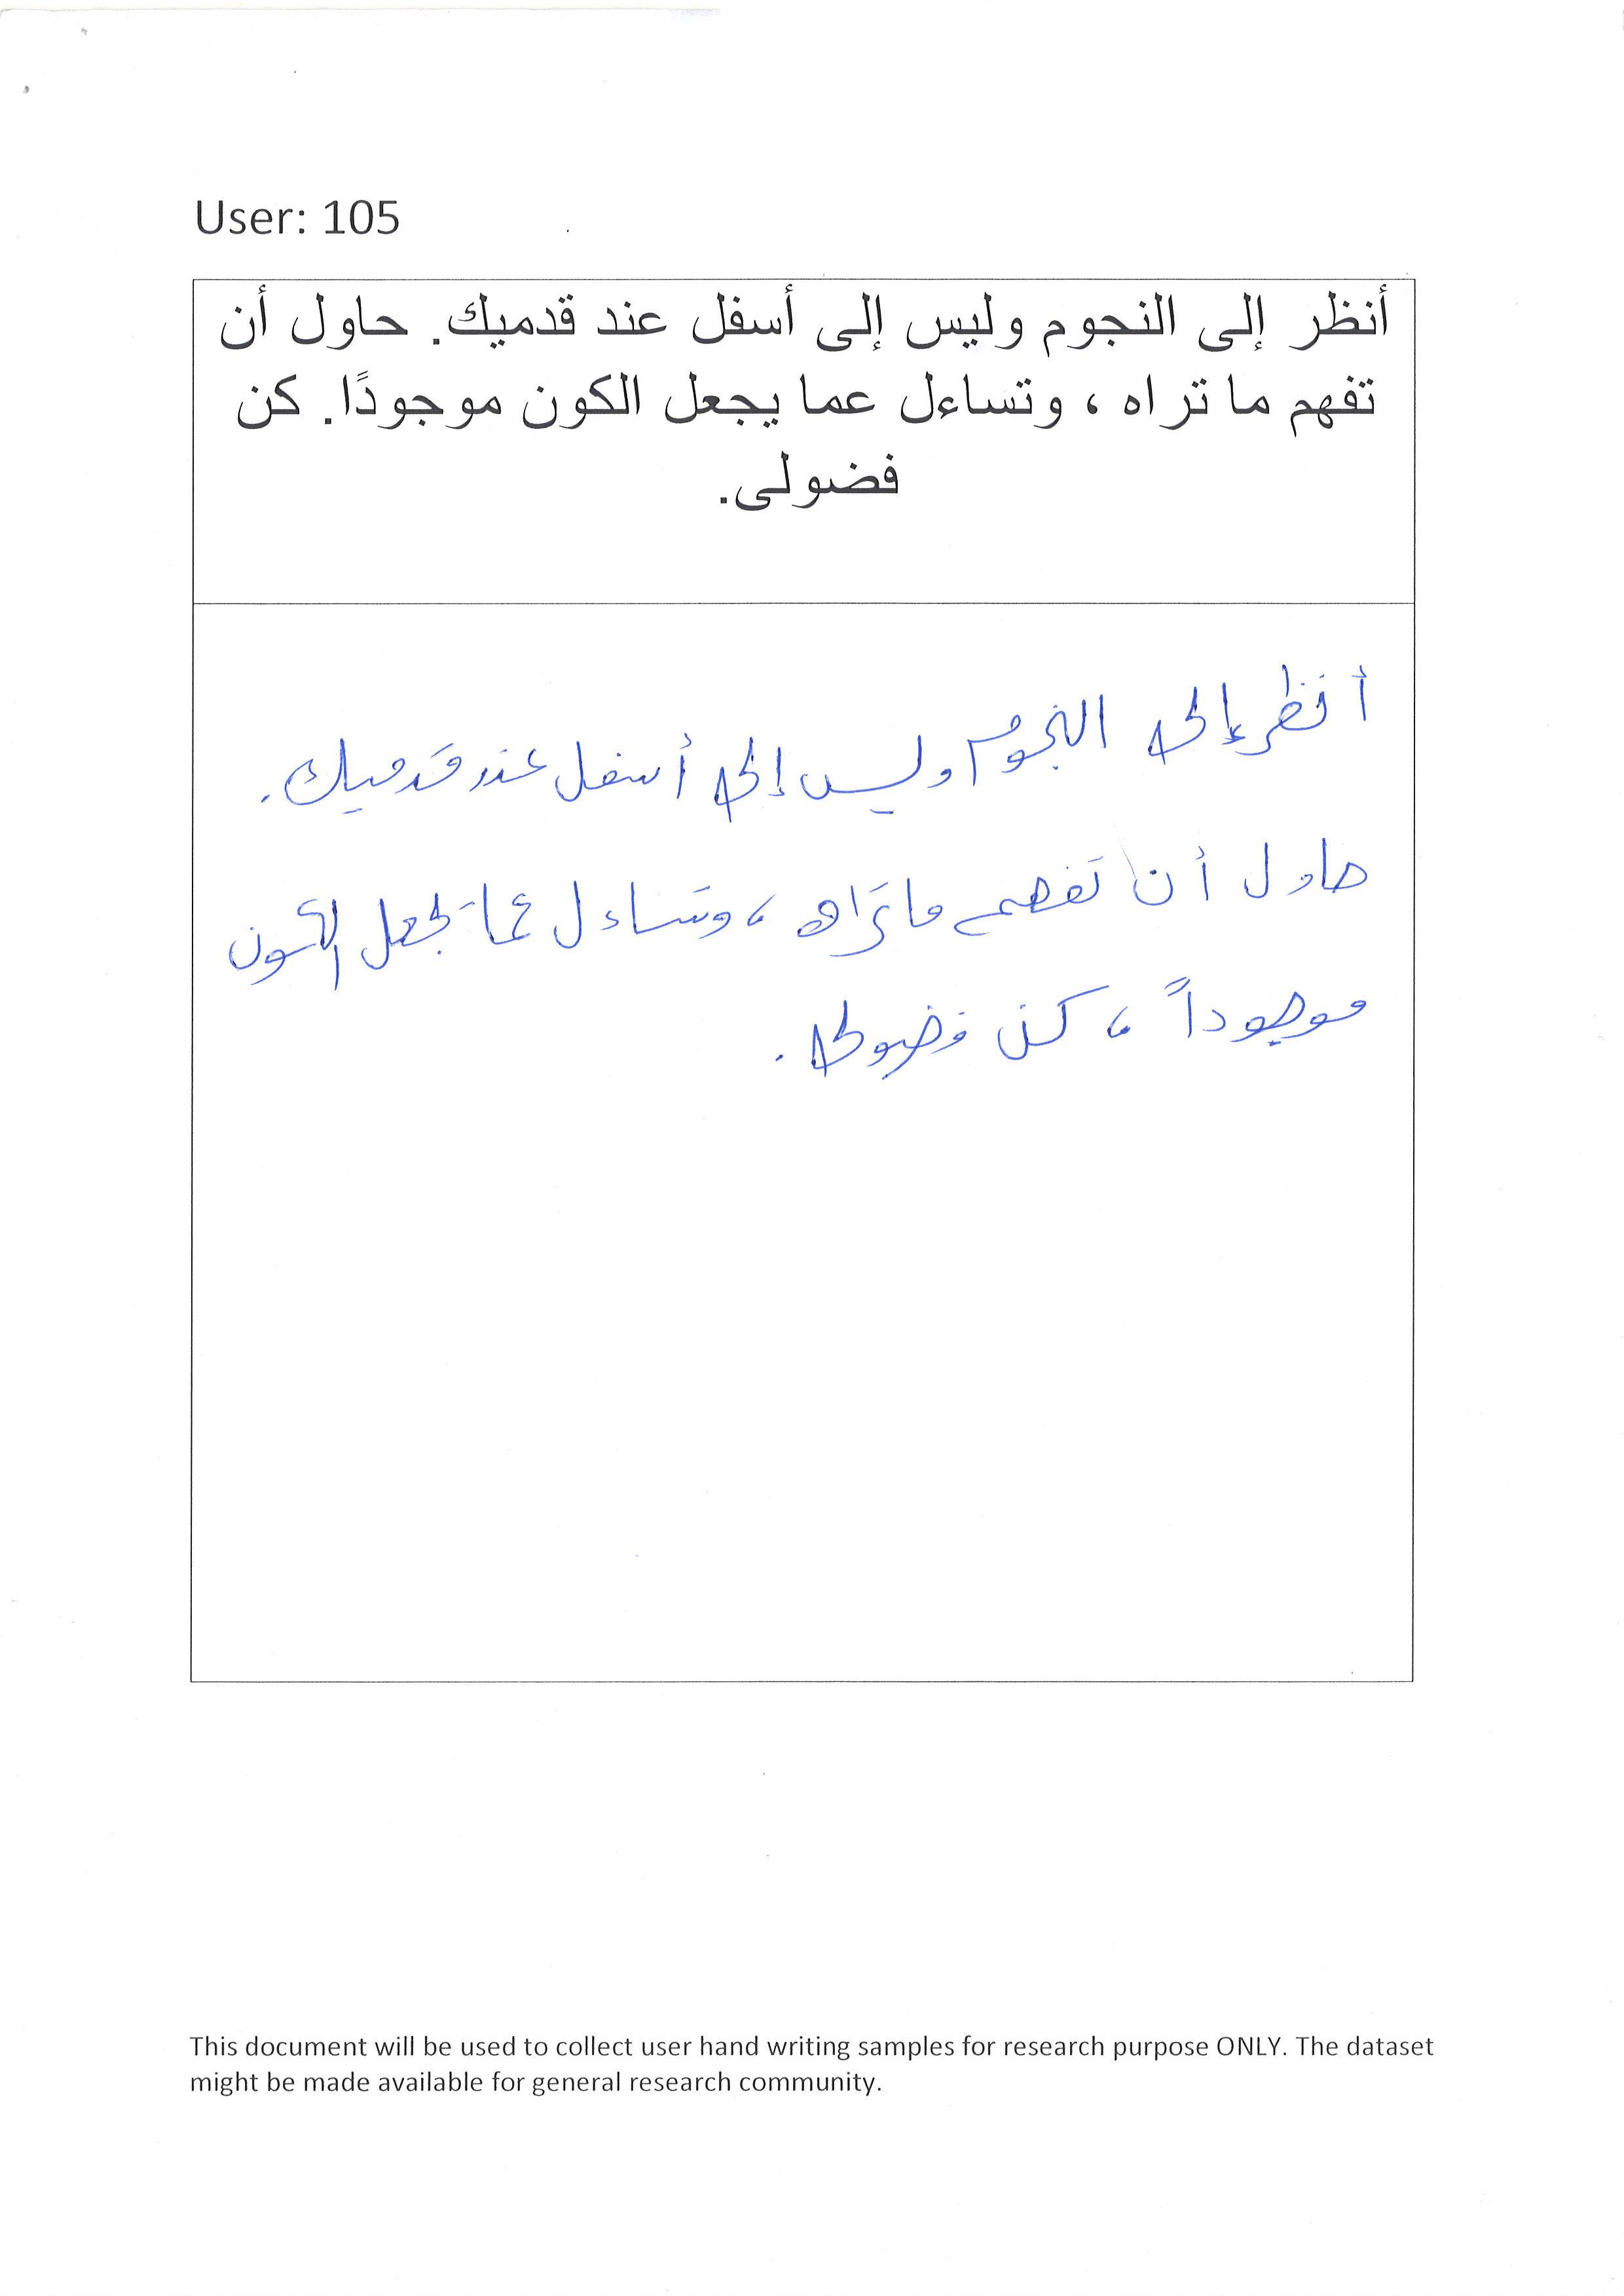 User: 105
أنظر إلى النجوم وليس إلى أسفل عند قدميك. حاول أن
تفهم ما تراه ، وتساءل عما يجعل الكون موجودًا. كن
فضولى.
أنظر إلى النجوم وليس إلى أسفل عند قدميك.
حاول أن تفهم ما تراه ، وتساءل عما يجعل الكون
موجوداً ، كن فضولى .
This document will be used to collect user hand writing samples for research purpose ONLY. The dataset
might be made available for general research community.